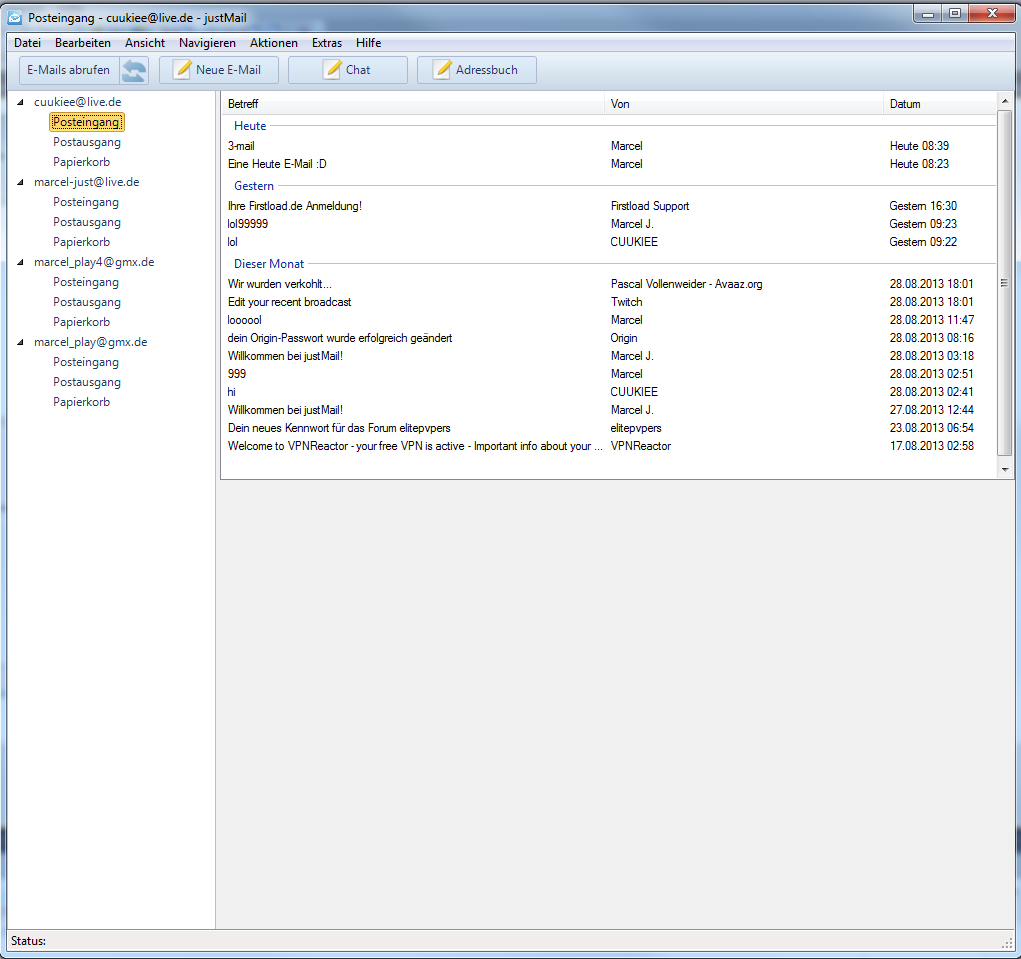 Posteingang - cuukiee@live.de - justMail
Datei Bearbeiten Ansicht Navigieren Aktionen Extras Hilfe
E-Mails abrufen Neue E-Mail Chat Adressbuch
cuukiee@live.de
Posteingang
Postausgang
Papierkorb
marcel-just@live.de
Posteingang
Postausgang
Papierkorb
marcel_play4@gmx.de
Posteingang
Postausgang
Papierkorb
marcel_play@gmx.de
Posteingang
Postausgang
Papierkorb
Betreff Von Datum
Heute
3-mail Marcel Heute 08:39
Eine Heute E-Mail :D Marcel Heute 08:23
Gestern
Ihre Firstload.de Anmeldung! Firstload Support Gestern 16:30
lol99999 Marcel J. Gestern 09:23
lol CUUKIEE Gestern 09:22
Dieser Monat
Wir wurden verkohlt... Pascal Vollenweider - Avaaz.org 28.08.2013 18:01
Edit your recent broadcast Twitch 28.08.2013 18:01
loooool Marcel 28.08.2013 11:47
dein Origin-Passwort wurde erfolgreich geändert Origin 28.08.2013 08:16
Willkommen bei justMail! Marcel J. 28.08.2013 03:18
999 Marcel 28.08.2013 02:51
hi CUUKIEE 28.08.2013 02:41
Willkommen bei justMail! Marcel J. 27.08.2013 12:44
Dein neues Kennwort für das Forum elitepvpers elitepvpers 23.08.2013 06:54
Welcome to VPNReactor - your free VPN is active - Important info about your ... VPNReactor 17.08.2013 02:58
Status: